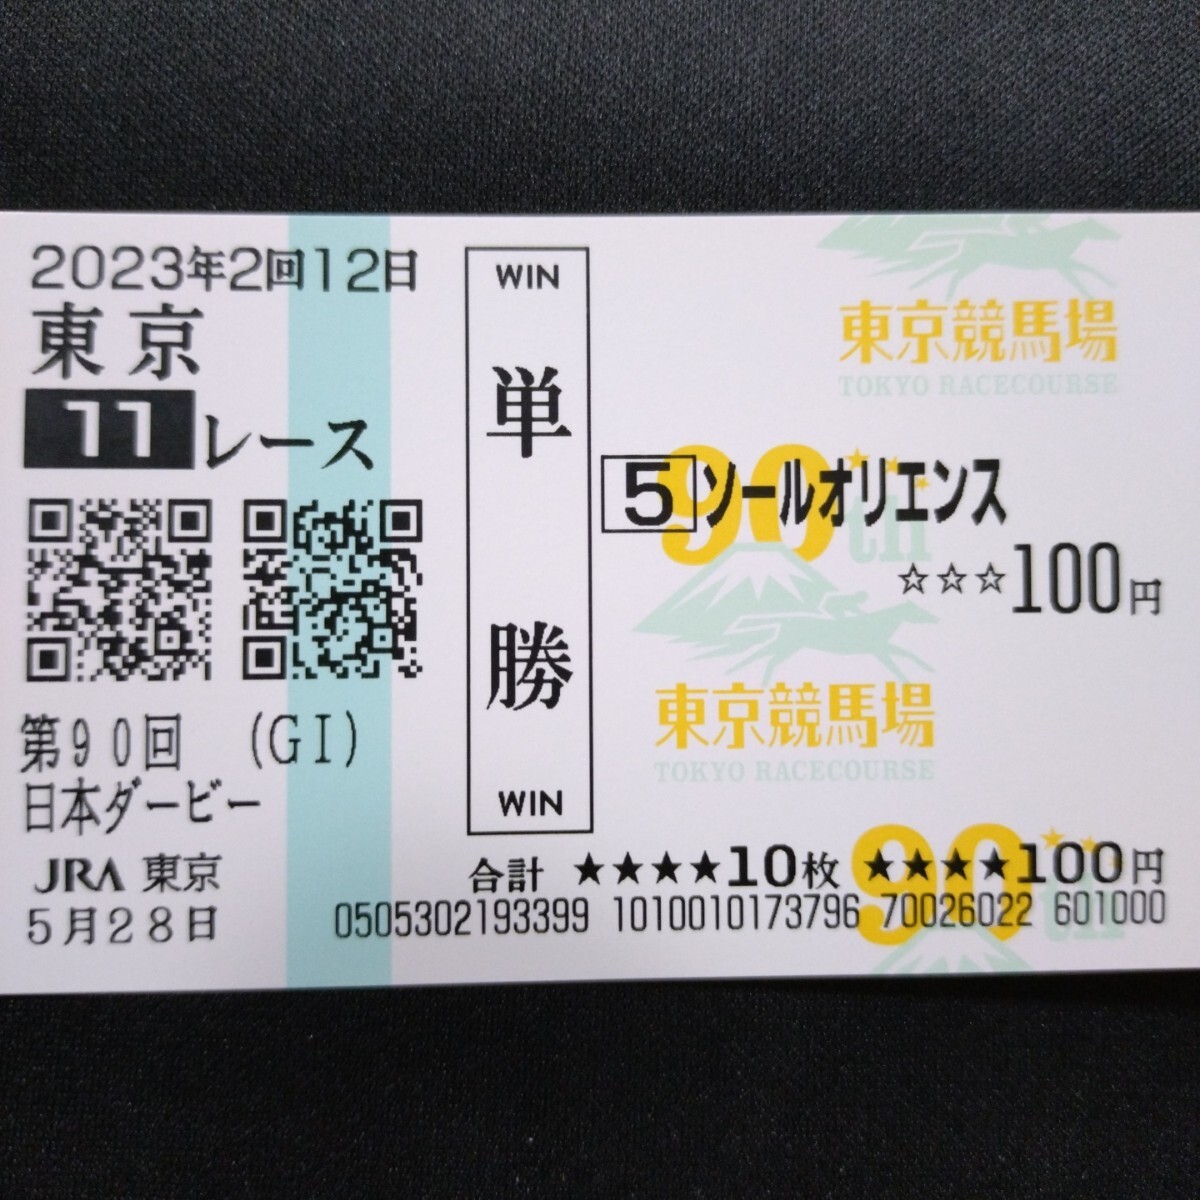 2023年2回12日
東京
11レース
第90回 (GⅠ)
日本ダービー
JRA 東京
5月28日
WIN
単勝
WIN
東京競馬場
TOKYO RACECOURSE
90th
5 ソールオリエンス
☆☆☆100円
東京競馬場
TOKYO RACECOURSE
90th
合計 ★★★★10枚 ★★★★100円
0505302193399 1010010173796 70026022 601000